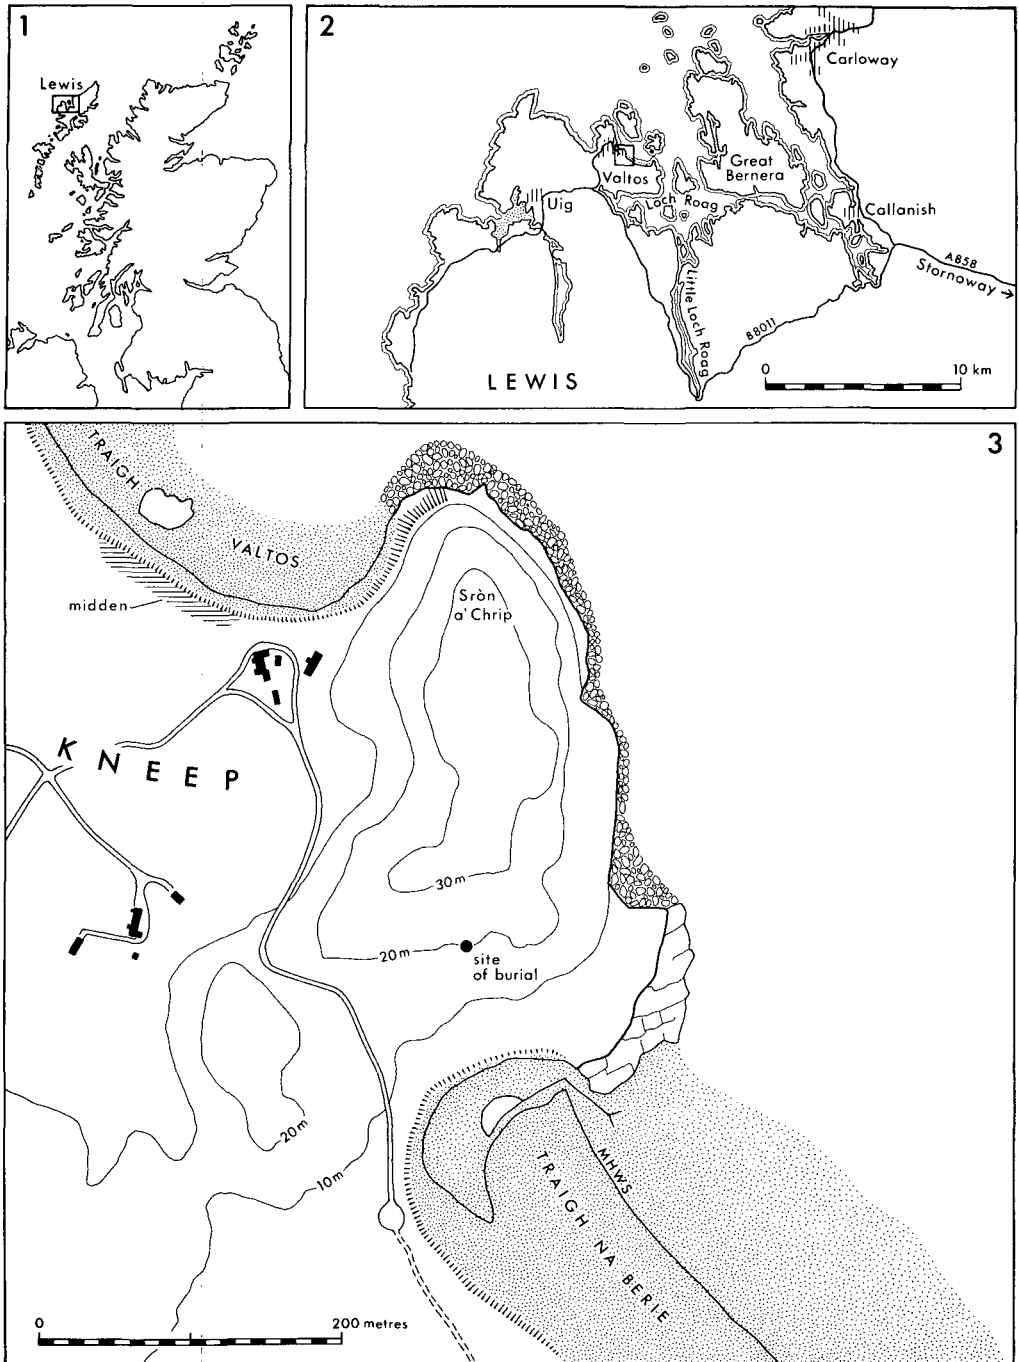 1
Lewis
2
Carloway
Great
Bernera
Valtos
Loch Roag
Uig
Callanish
A858
Stornoway →
Little Loch Roag
B8011
LEWIS
0 10 km
3
TRAIGH
VALTOS
midden
Sròn
a' Chrip
KNEEP
30m
20m
site
of burial
20m
10m
MHWS
TRAIGH NA BERIE
0 200 metres